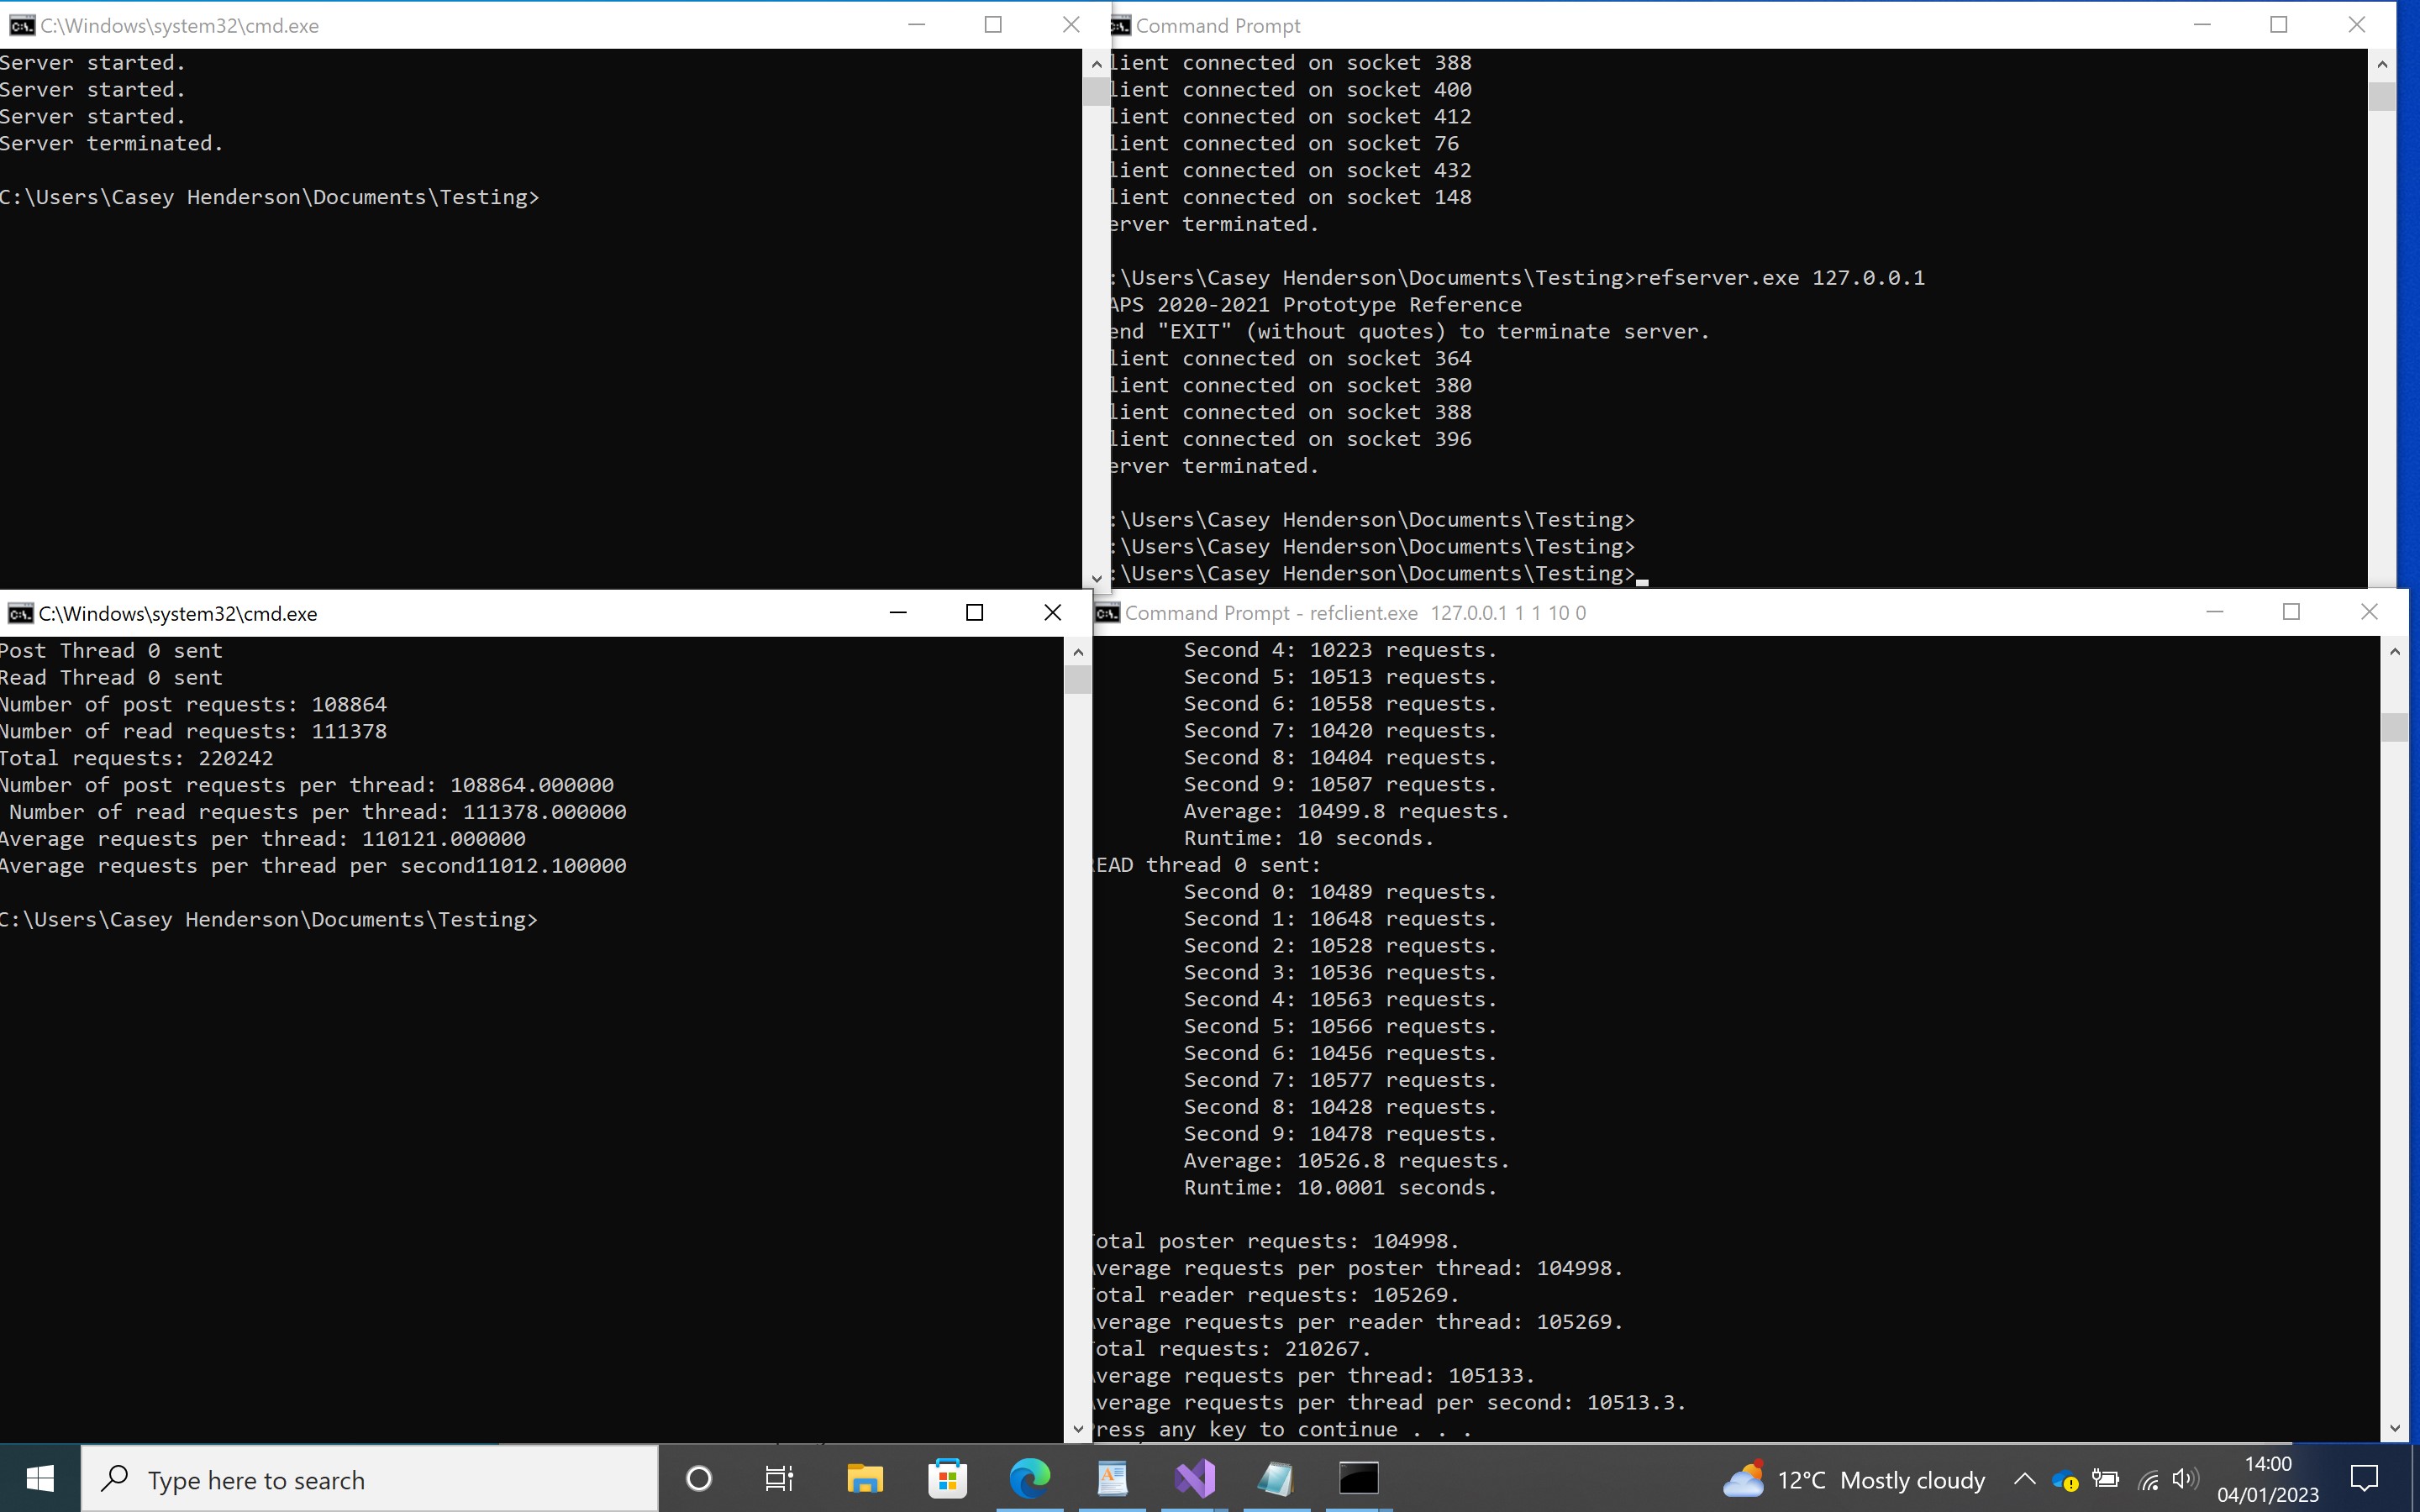 C:\Windows\system32\cmd.exe
Server started.
Server started.
Server started.
Server terminated.
C:\Users\Casey Henderson\Documents\Testing>
Command Prompt
lient connected on socket 388
lient connected on socket 400
lient connected on socket 412
lient connected on socket 76
lient connected on socket 432
lient connected on socket 148
erver terminated.
:\Users\Casey Henderson\Documents\Testing>refserver.exe 127.0.0.1
APS 2020-2021 Prototype Reference
end "EXIT" (without quotes) to terminate server.
lient connected on socket 364
lient connected on socket 380
lient connected on socket 388
lient connected on socket 396
erver terminated.
:\Users\Casey Henderson\Documents\Testing>
:\Users\Casey Henderson\Documents\Testing>
:\Users\Casey Henderson\Documents\Testing>
C:\Windows\system32\cmd.exe
Post Thread 0 sent
Read Thread 0 sent
Number of post requests: 108864
Number of read requests: 111378
Total requests: 220242
Number of post requests per thread: 108864.000000
Number of read requests per thread: 111378.000000
Average requests per thread: 110121.000000
Average requests per thread per second11012.100000
C:\Users\Casey Henderson\Documents\Testing>
Command Prompt - refclient.exe 127.0.0.1 1 1 10 0
Second 4: 10223 requests.
Second 5: 10513 requests.
Second 6: 10558 requests.
Second 7: 10420 requests.
Second 8: 10404 requests.
Second 9: 10507 requests.
Average: 10499.8 requests.
Runtime: 10 seconds.
READ thread 0 sent:
Second 0: 10489 requests.
Second 1: 10648 requests.
Second 2: 10528 requests.
Second 3: 10536 requests.
Second 4: 10563 requests.
Second 5: 10566 requests.
Second 6: 10456 requests.
Second 7: 10577 requests.
Second 8: 10428 requests.
Second 9: 10478 requests.
Average: 10526.8 requests.
Runtime: 10.0001 seconds.
otal poster requests: 104998.
verage requests per poster thread: 104998.
otal reader requests: 105269.
verage requests per reader thread: 105269.
otal requests: 210267.
verage requests per thread: 105133.
verage requests per thread per second: 10513.3.
Press any key to continue . . .
Type here to search
12°C Mostly cloudy
14:00
04/01/2023